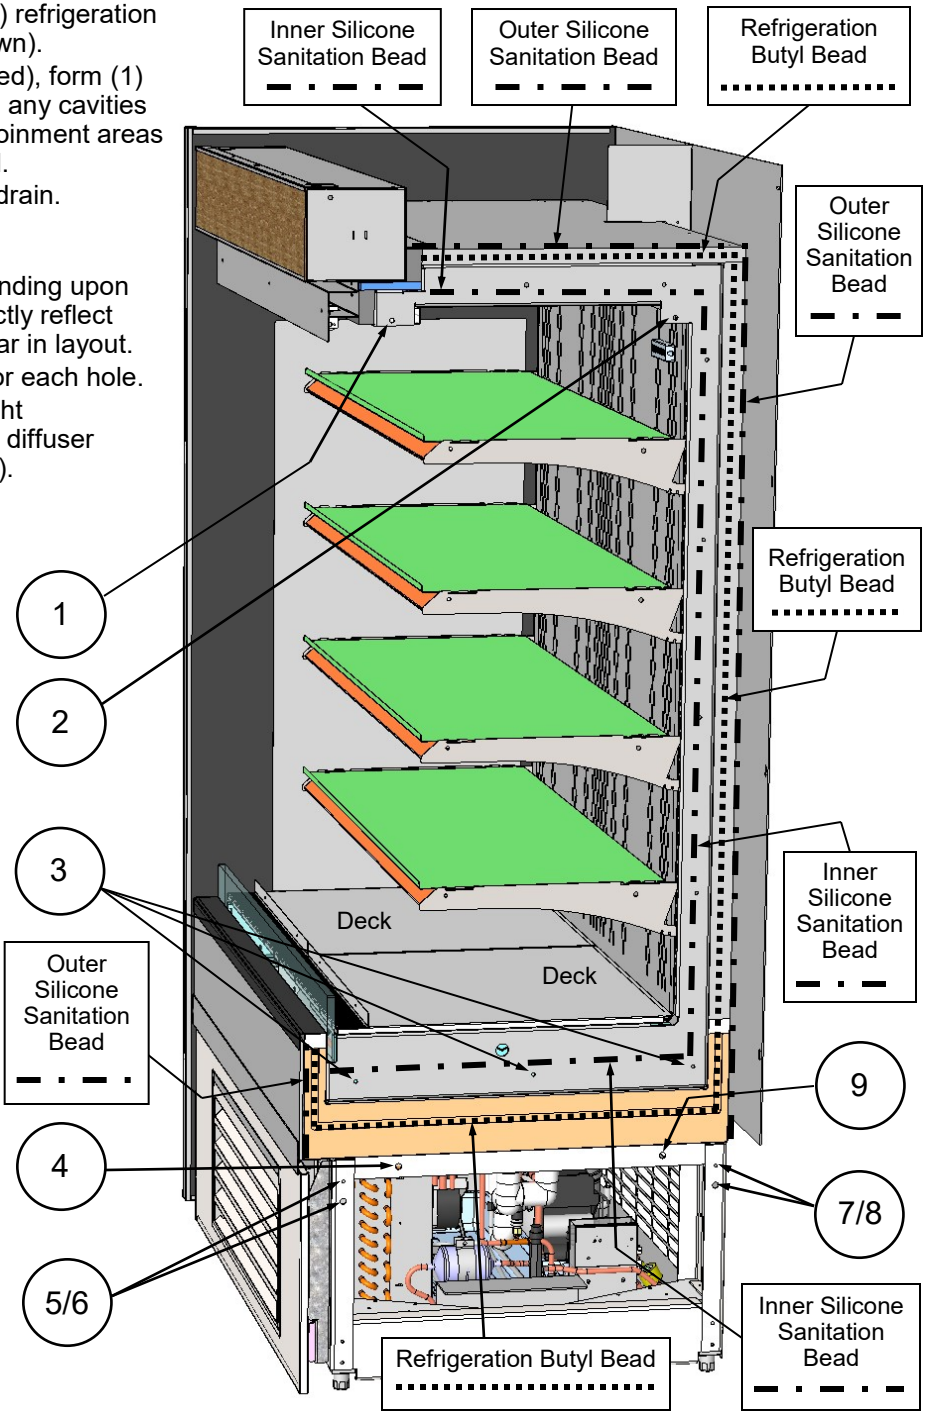 ) refrigeration
wn).
ed), form (1)
any cavities
oinment areas
l.
drain.
nding upon
ctly reflect
ar in layout.
or each hole.
ht
diffuser
).
Inner Silicone
Sanitation Bead
Outer Silicone
Sanitation Bead
Refrigeration
Butyl Bead
Outer
Silicone
Sanitation
Bead
Refrigeration
Butyl Bead
1
2
3
Inner
Silicone
Sanitation
Bead
Deck
Deck
Outer
Silicone
Sanitation
Bead
9
4
7/8
5/6
Inner Silicone
Sanitation
Bead
Refrigeration Butyl Bead